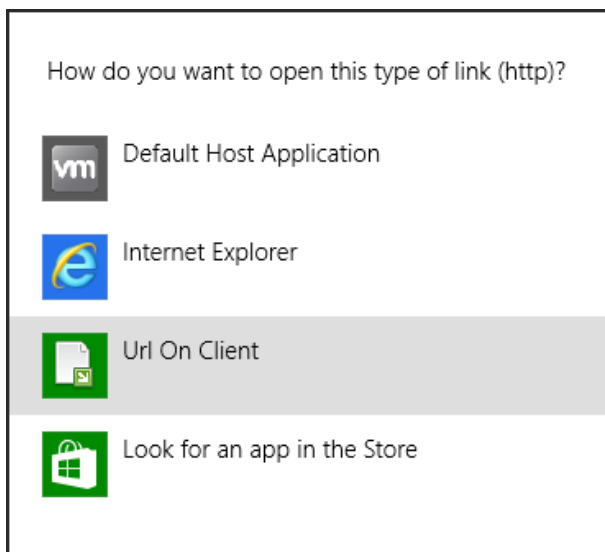 How do you want to open this type of link (http)?
vm
Default Host Application
Internet Explorer
Url On Client
Look for an app in the Store